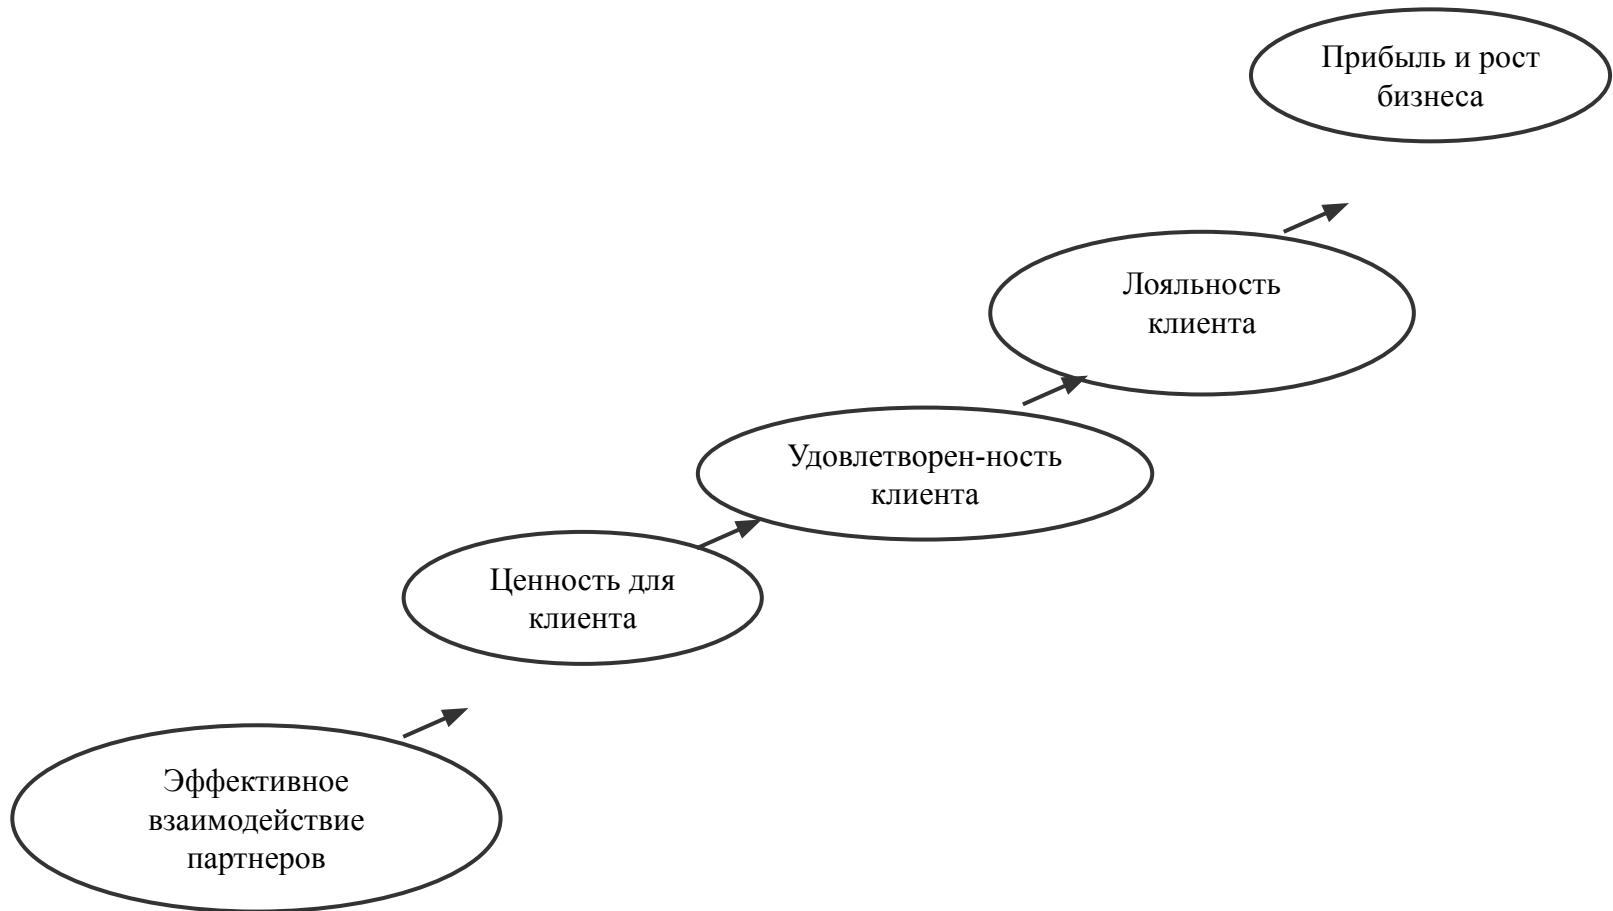 Прибыль и рост
бизнеса
Лояльность
клиента
Удовлетворен-ность
клиента
Ценность для
клиента
Эффективное
взаимодействие
партнеров